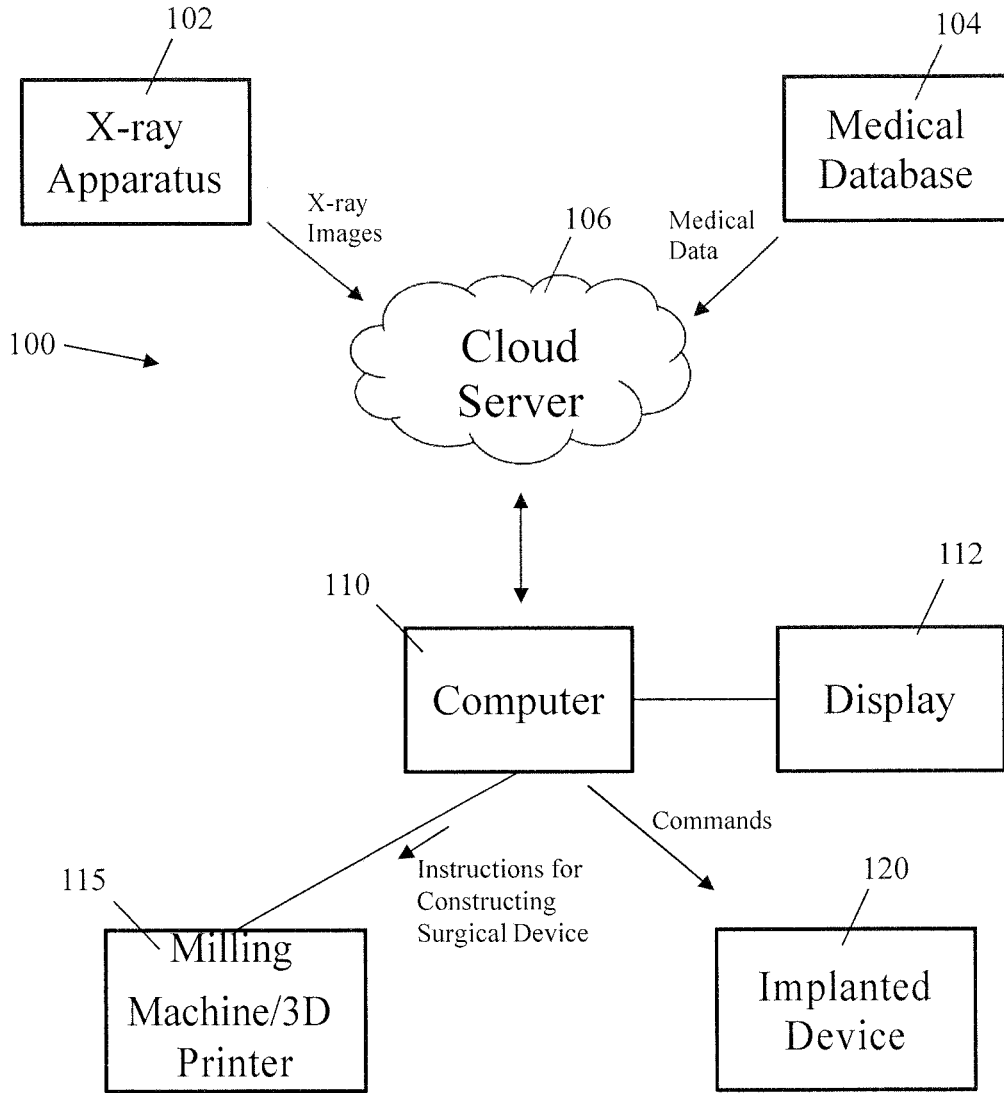 102
104
X-ray
Apparatus
Medical
Database
X-ray
Images
106
Medical
Data
100
Cloud
Server
110
112
Computer
Display
Commands
115
Instructions for
Constructing
Surgical Device
120
Milling
Machine/3D
Printer
Implanted
Device